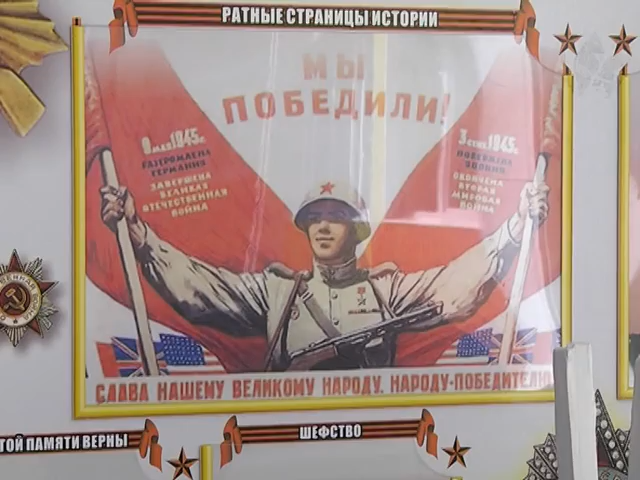 РАТНЫЕ СТРАНИЦЫ ИСТОРИИ
МЫ
ПОБЕДИЛИ!
9 МАЯ 1945г.
РАЗГРОМЛЕНА
ГЕРМАНИЯ
ЗАВЕРШЕНА
ВЕЛИКАЯ
ОТЕЧЕСТВЕННАЯ
ВОЙНА
3 СЕНТ. 1945г.
ПОБЕЖДЕНА
ЯПОНИЯ
ОКОНЧЕНА
ВТОРАЯ
МИРОВАЯ
ВОЙНА
СЛАВА НАШЕМУ ВЕЛИКОМУ НАРОДУ, НАРОДУ-ПОБЕДИТЕЛЮ
ТОЙ ПАМЯТИ ВЕРНЫ
ШЕФСТВО